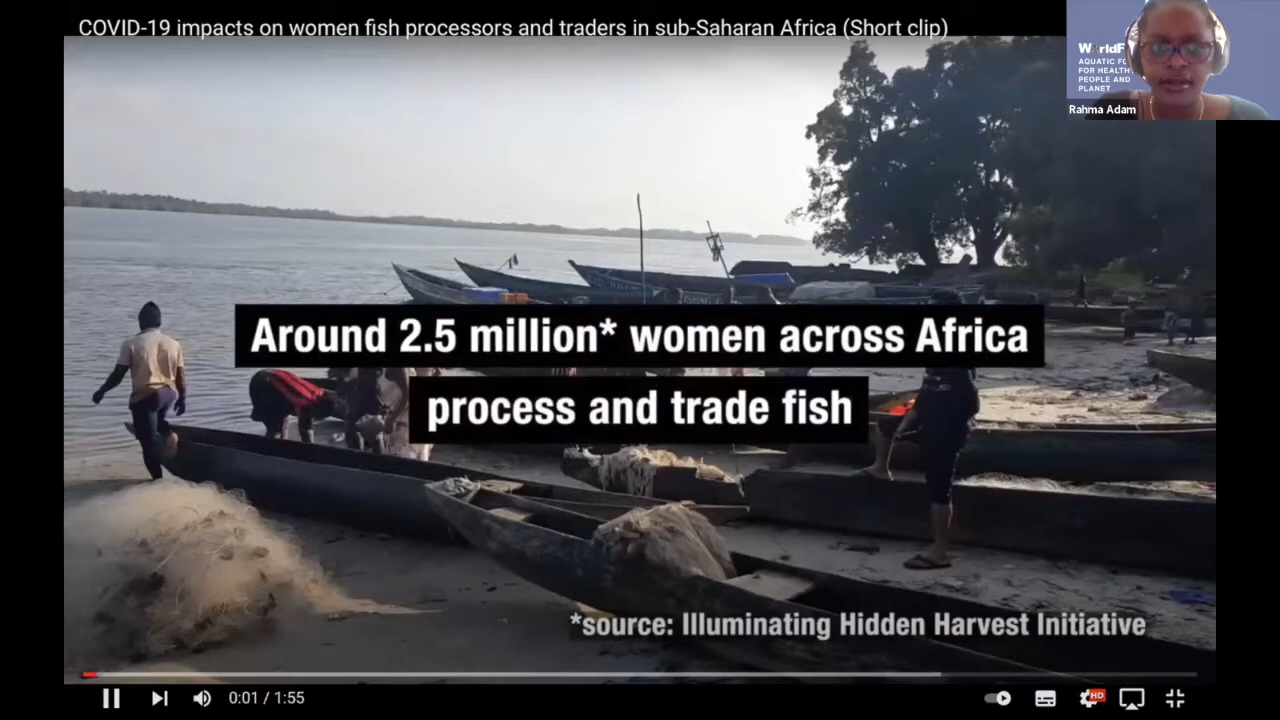 COVID-19 impacts on women fish processors and traders in sub-Saharan Africa (Short clip)
AQUATIC
FOR HEALTH
PEOPLE AND
PLANET
Rahma Adam
Around 2.5 million* women across Africa
process and trade fish
*source: Illuminating Hidden Harvest Initiative
0:01 / 1:55
HD